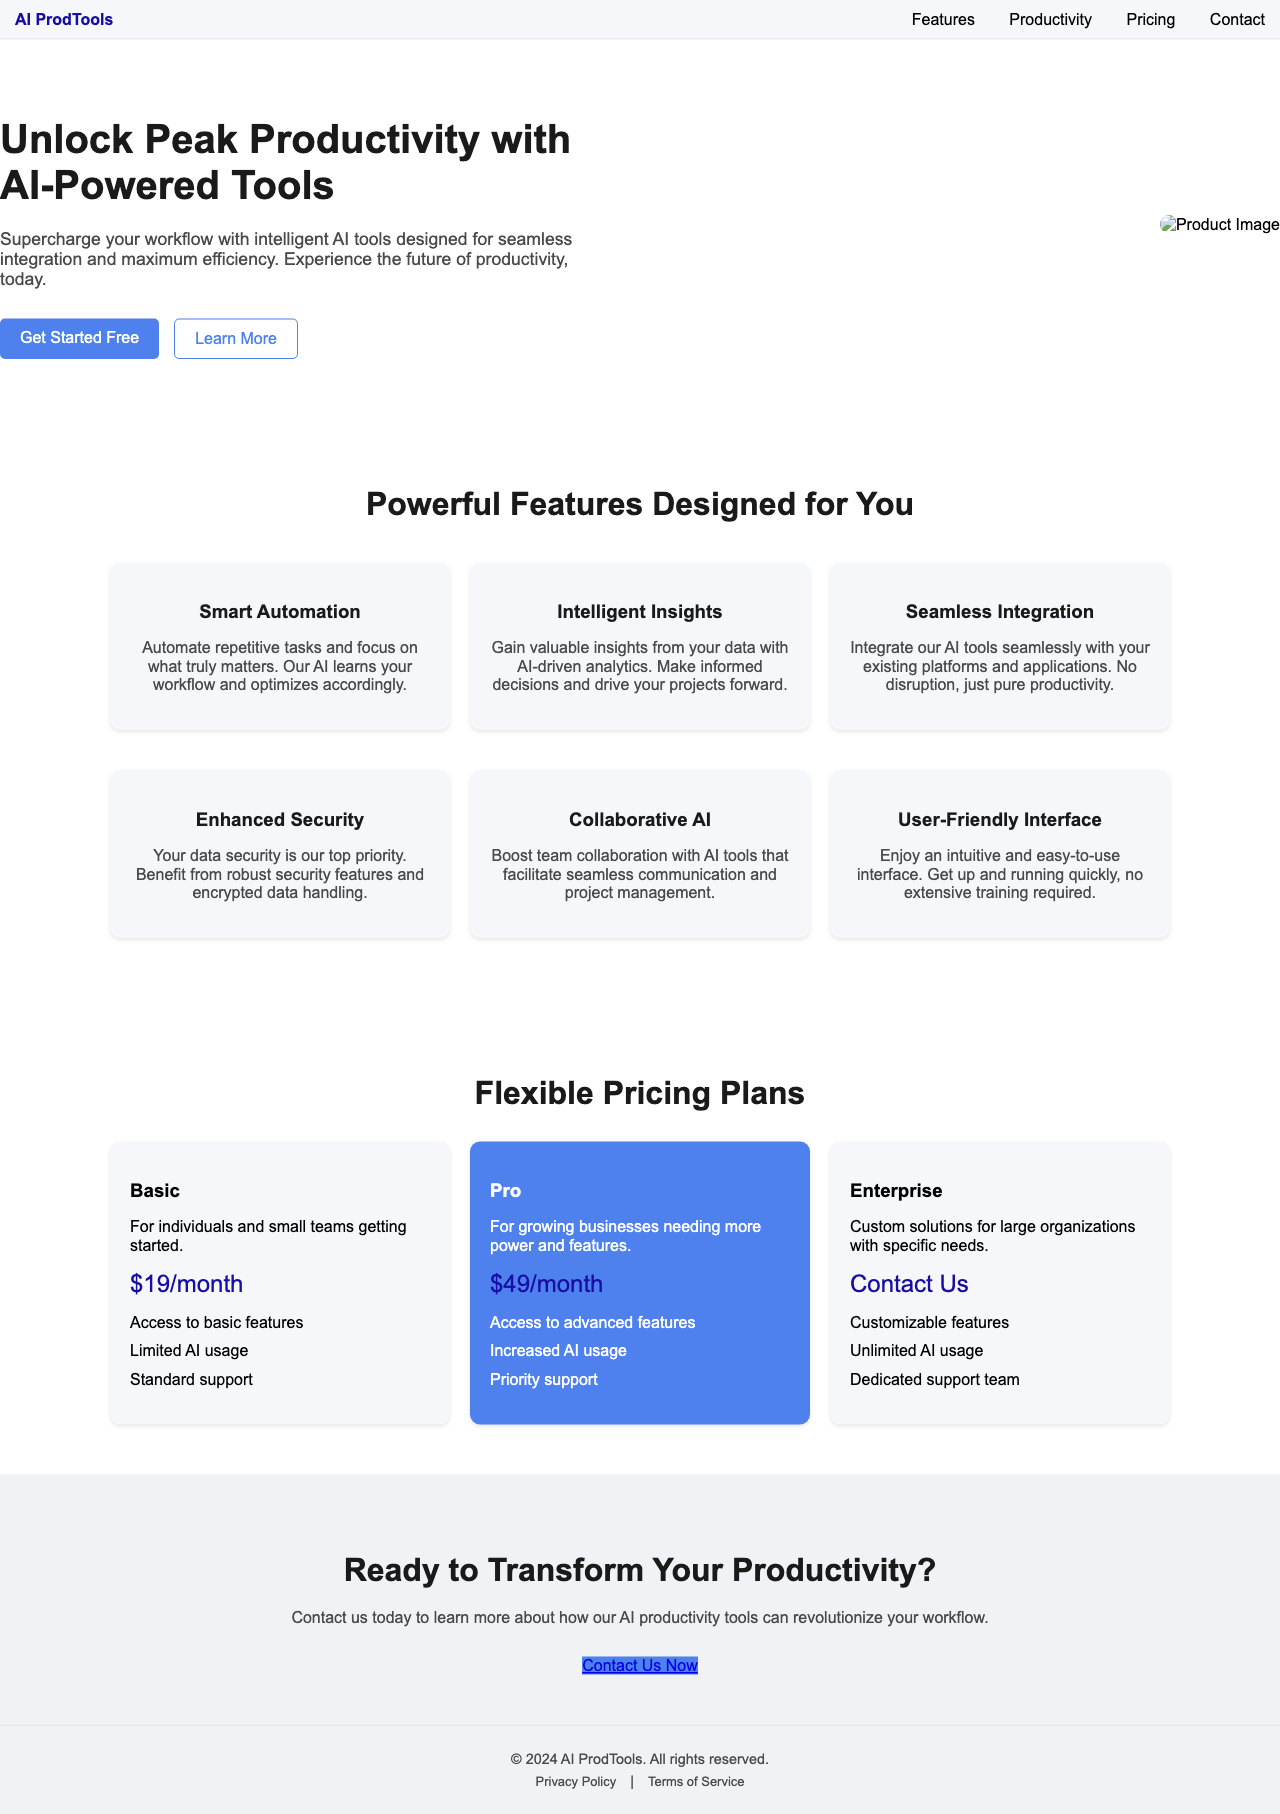 AI ProdTools
Features Productivity Pricing Contact
Unlock Peak Productivity with
AI-Powered Tools
Supercharge your workflow with intelligent AI tools designed for seamless
integration and maximum efficiency. Experience the future of productivity,
today.
Product Image
Get Started Free
Learn More
Powerful Features Designed for You
Smart Automation
Automate repetitive tasks and focus on
what truly matters. Our AI learns your
workflow and optimizes accordingly.
Intelligent Insights
Gain valuable insights from your data with
AI-driven analytics. Make informed
decisions and drive your projects forward.
Seamless Integration
Integrate our AI tools seamlessly with your
existing platforms and applications. No
disruption, just pure productivity.
Enhanced Security
Your data security is our top priority.
Benefit from robust security features and
encrypted data handling.
Collaborative AI
Boost team collaboration with AI tools that
facilitate seamless communication and
project management.
User-Friendly Interface
Enjoy an intuitive and easy-to-use
interface. Get up and running quickly, no
extensive training required.
Flexible Pricing Plans
Basic
For individuals and small teams getting
started.
$19/month
Access to basic features
Limited AI usage
Standard support
Pro
For growing businesses needing more
power and features.
$49/month
Access to advanced features
Increased AI usage
Priority support
Enterprise
Custom solutions for large organizations
with specific needs.
Contact Us
Customizable features
Unlimited AI usage
Dedicated support team
Ready to Transform Your Productivity?
Contact us today to learn more about how our AI productivity tools can revolutionize your workflow.
Contact Us Now
© 2024 AI ProdTools. All rights reserved.
Privacy Policy | Terms of Service